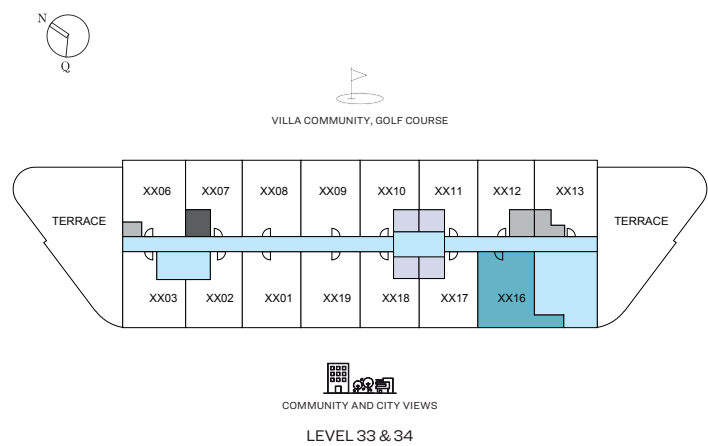 N
Q
VILLA COMMUNITY, GOLF COURSE
XX06 XX07 XX08 XX09 XX10 XX11 XX12 XX13
TERRACE TERRACE
XX03 XX02 XX01 XX19 XX18 XX17 XX16
COMMUNITY AND CITY VIEWS
LEVEL 33 & 34